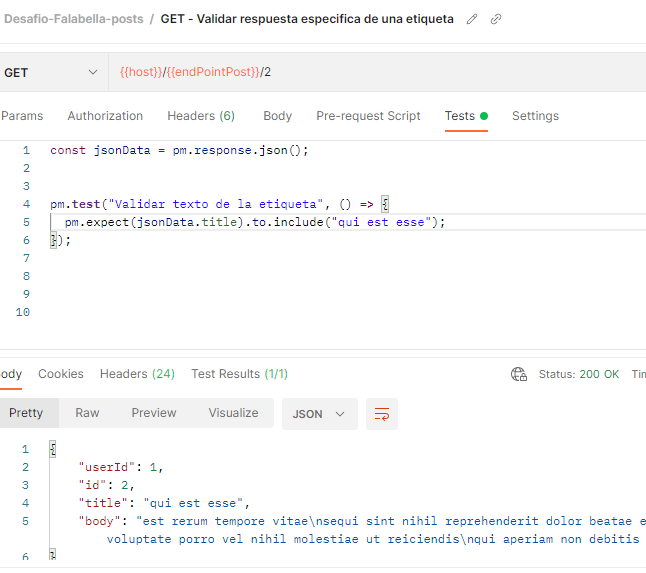 Desafio-Falabella-posts / GET - Validar respuesta especifica de una etiqueta
GET {{host}}/{{endPointPost}}/2
Params Authorization Headers (6) Body Pre-request Script Tests Settings
1 const jsonData = pm.response.json();
2
3
4 pm.test("Validar texto de la etiqueta", () => {
5 pm.expect(jsonData.title).to.include("qui est esse");
6 });
7
8
9
10
ody Cookies Headers (24) Test Results (1/1) Status: 200 OK Tim
Pretty Raw Preview Visualize JSON
1 {
2 "userId": 1,
3 "id": 2,
4 "title": "qui est esse",
5 "body": "est rerum tempore vitae\nsequi sint nihil reprehenderit dolor beatae e
voluptate porro vel nihil molestiae ut reiciendis\nqui aperiam non debitis
6 }